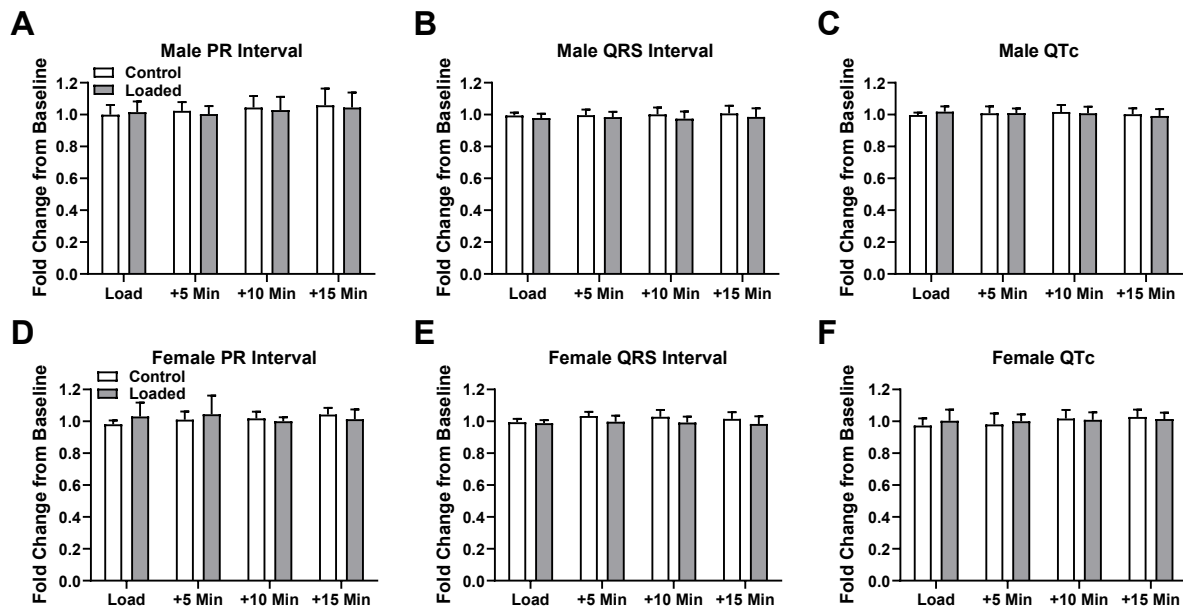 A
Male PR Interval
Control
Loaded
Fold Change from Baseline
1.2
1.0
0.8
0.6
0.4
0.2
0.0
Load +5 Min +10 Min +15 Min
B
Male QRS Interval
Fold Change from Baseline
1.2
1.0
0.8
0.6
0.4
0.2
0.0
Load +5 Min +10 Min +15 Min
C
Male QTc
Fold Change from Baseline
1.2
1.0
0.8
0.6
0.4
0.2
0.0
Load +5 Min +10 Min +15 Min
D
Female PR Interval
Control
Loaded
Fold Change from Baseline
1.2
1.0
0.8
0.6
0.4
0.2
0.0
Load +5 Min +10 Min +15 Min
E
Female QRS Interval
Fold Change from Baseline
1.2
1.0
0.8
0.6
0.4
0.2
0.0
Load +5 Min +10 Min +15 Min
F
Female QTc
Fold Change from Baseline
1.2
1.0
0.8
0.6
0.4
0.2
0.0
Load +5 Min +10 Min +15 Min